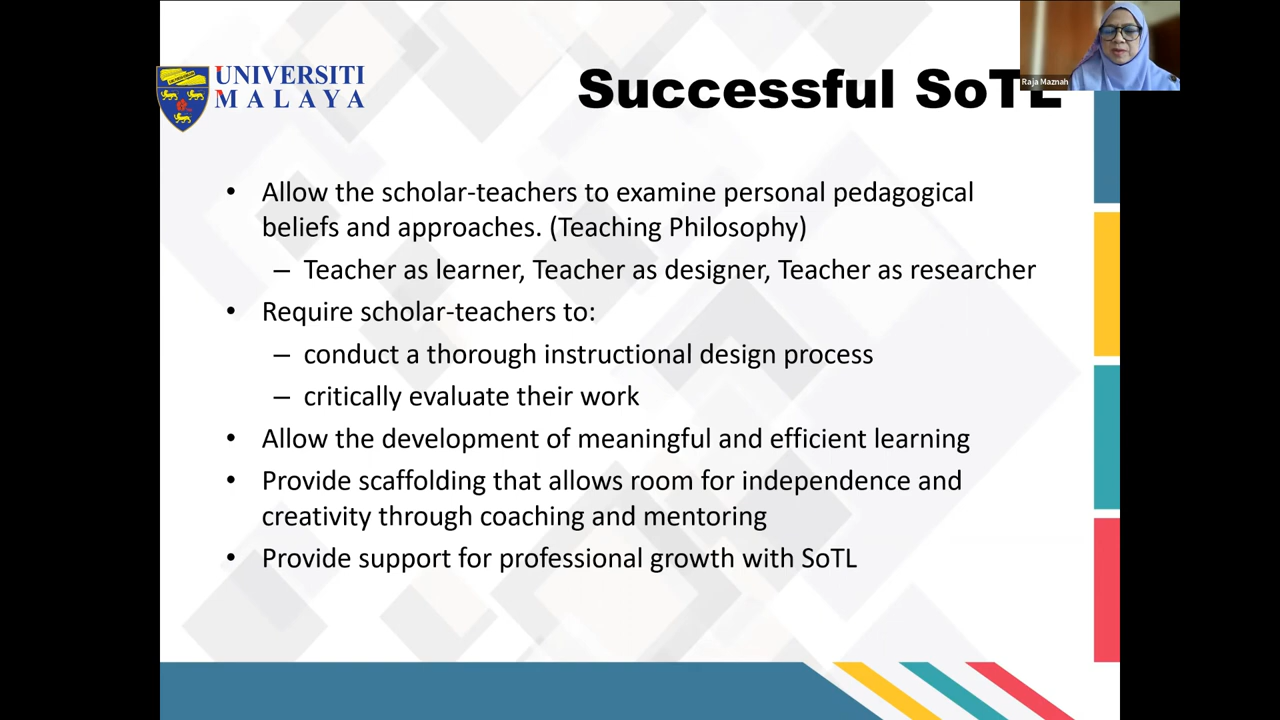 UNIVERSITI
MALAYA
Successful SoTL
Raja Maznah
• Allow the scholar-teachers to examine personal pedagogical
beliefs and approaches. (Teaching Philosophy)
– Teacher as learner, Teacher as designer, Teacher as researcher
• Require scholar-teachers to:
– conduct a thorough instructional design process
– critically evaluate their work
• Allow the development of meaningful and efficient learning
• Provide scaffolding that allows room for independence and
creativity through coaching and mentoring
• Provide support for professional growth with SoTL